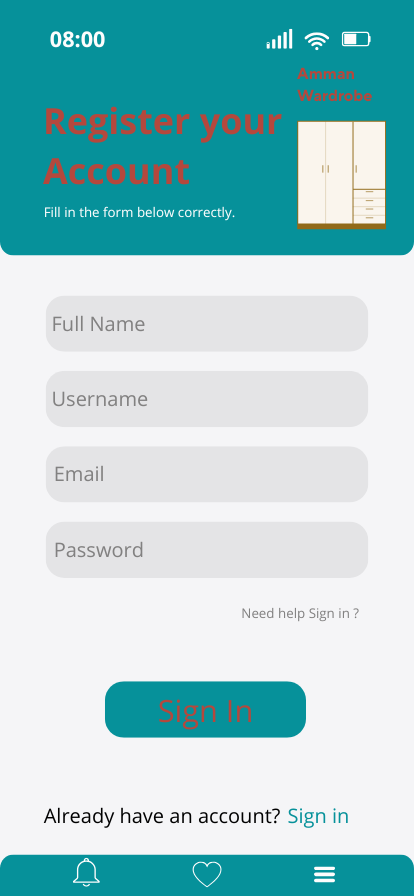 08:00
Amman
Wardrobe
Register your
Account
Fill in the form below correctly.
Full Name
Username
Email
Password
Need help Sign in ?
Sign In
Already have an account? Sign in